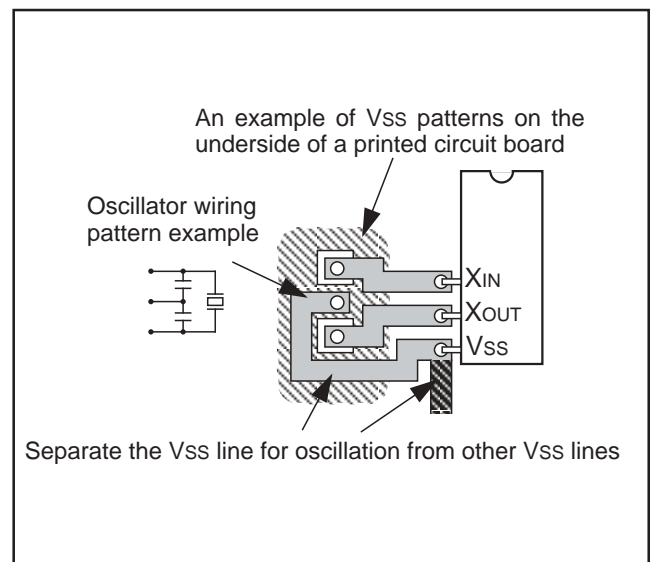 An example of VSS patterns on the
underside of a printed circuit board
Oscillator wiring
pattern example
XIN
XOUT
VSS
Separate the VSS line for oscillation from other VSS lines